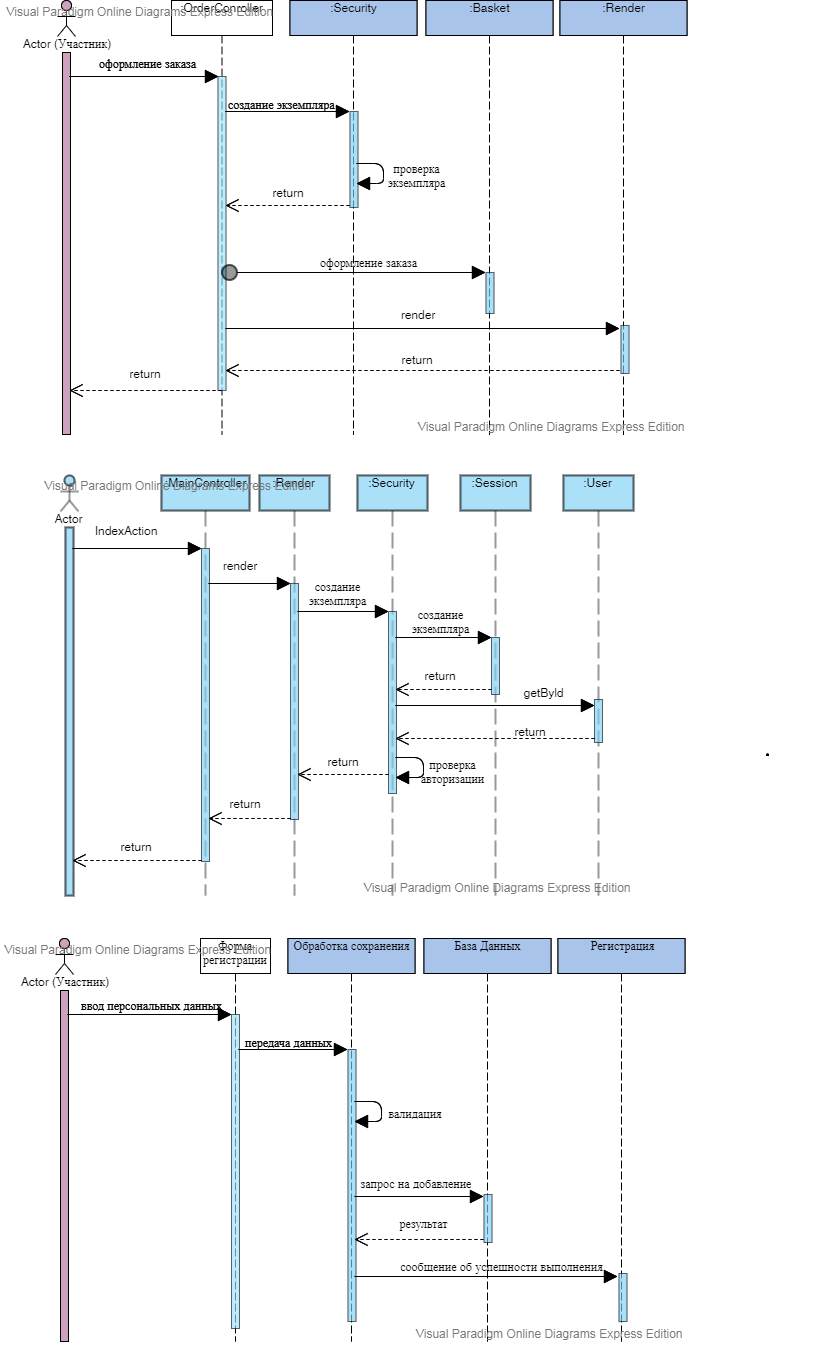 Visual Paradigm Online Diagrams Express Edition
:OrderController
:Security
:Basket
:Render
Actor (Участник)
оформление заказа
создание экземпляра
проверка
экземпляра
return
оформление заказа
render
return
return
Visual Paradigm Online Diagrams Express Edition
Visual Paradigm Online Diagrams Express Edition
:MainController
:Render
:Security
:Session
:User
Actor
IndexAction
render
создание
экземпляра
создание
экземпляра
return
getById
return
проверка
авторизации
return
return
return
Visual Paradigm Online Diagrams Express Edition
Visual Paradigm Online Diagrams Express Edition
Форма
регистрации
Обработка сохранения
База Данных
Регистрация
Actor (Участник)
ввод персональных данных
передача данных
валидация
запрос на добавление
результат
сообщение об успешности выполнения
Visual Paradigm Online Diagrams Express Edition